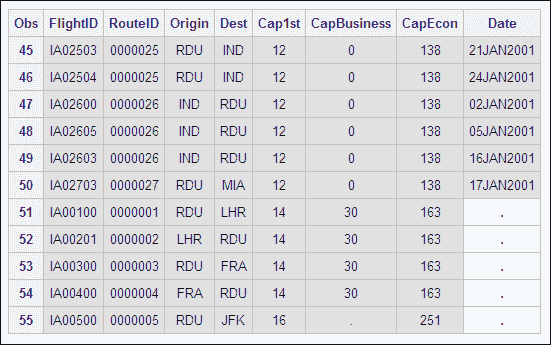 Obs FlightID RouteID Origin Dest Cap1st CapBusiness CapEcon Date
45 IA02503 0000025 RDU IND 12 0 138 21JAN2001
46 IA02504 0000025 RDU IND 12 0 138 24JAN2001
47 IA02600 0000026 IND RDU 12 0 138 02JAN2001
48 IA02605 0000026 IND RDU 12 0 138 05JAN2001
49 IA02603 0000026 IND RDU 12 0 138 16JAN2001
50 IA02703 0000027 RDU MIA 12 0 138 17JAN2001
51 IA00100 0000001 RDU LHR 14 30 163 .
52 IA00201 0000002 LHR RDU 14 30 163 .
53 IA00300 0000003 RDU FRA 14 30 163 .
54 IA00400 0000004 FRA RDU 14 30 163 .
55 IA00500 0000005 RDU JFK 16 . 251 .